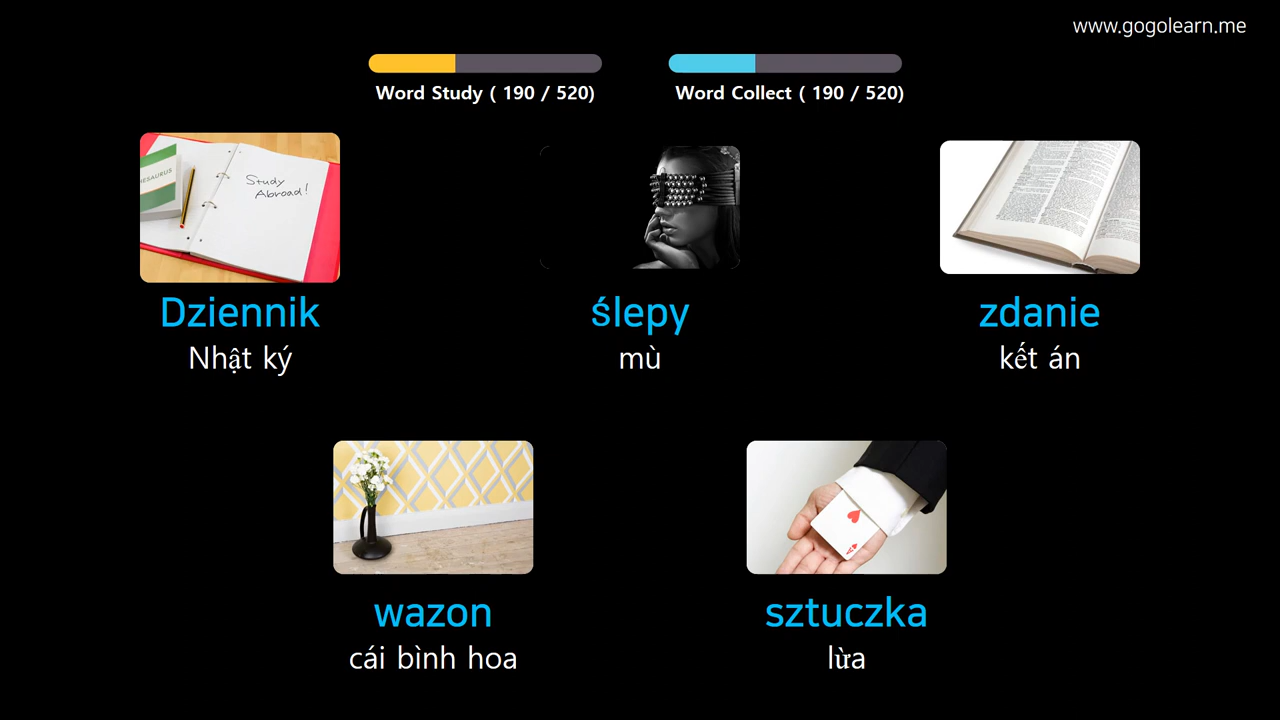 www.gogolearn.me
Word Study ( 190 / 520)
Word Collect ( 190 / 520)
Study
Abroad!
Dziennik
Nhật ký
ślepy
mù
zdanie
kết án
wazon
cái bình hoa
A
sztuczka
lừa